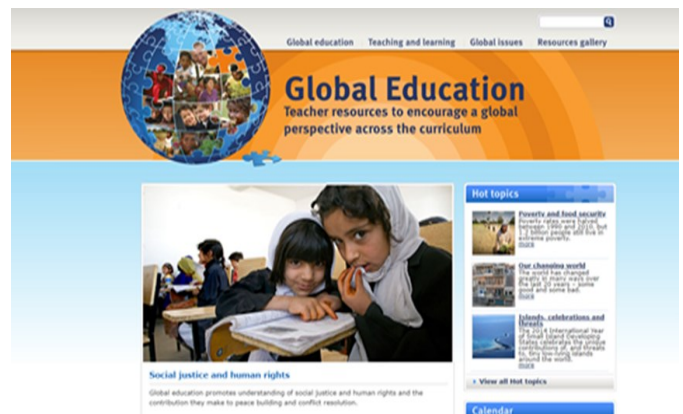 Global education
Teaching and learning
Global issues
Resources gallery
Global Education
Teacher resources to encourage a global
perspective across the curriculum
Social justice and human rights
Global education promotes understanding of social justice and human rights and the
contribution they make to peace building and conflict resolution.
Hot topics
Poverty and food security
Poverty rates were halved
between 1990 and 2010, but
1.2 billion people still live in
extreme poverty.
more
Our changing world
The world has changed
greatly in many ways over
the last 20 years – some
good and some bad.
more
Islands, celebrations and
threats
The 2014 International Year
of Small Island Developing
States celebrates the unique
contributions of, and threats
to, tiny low-lying islands
around the world.
more
View all Hot topics
Calendar